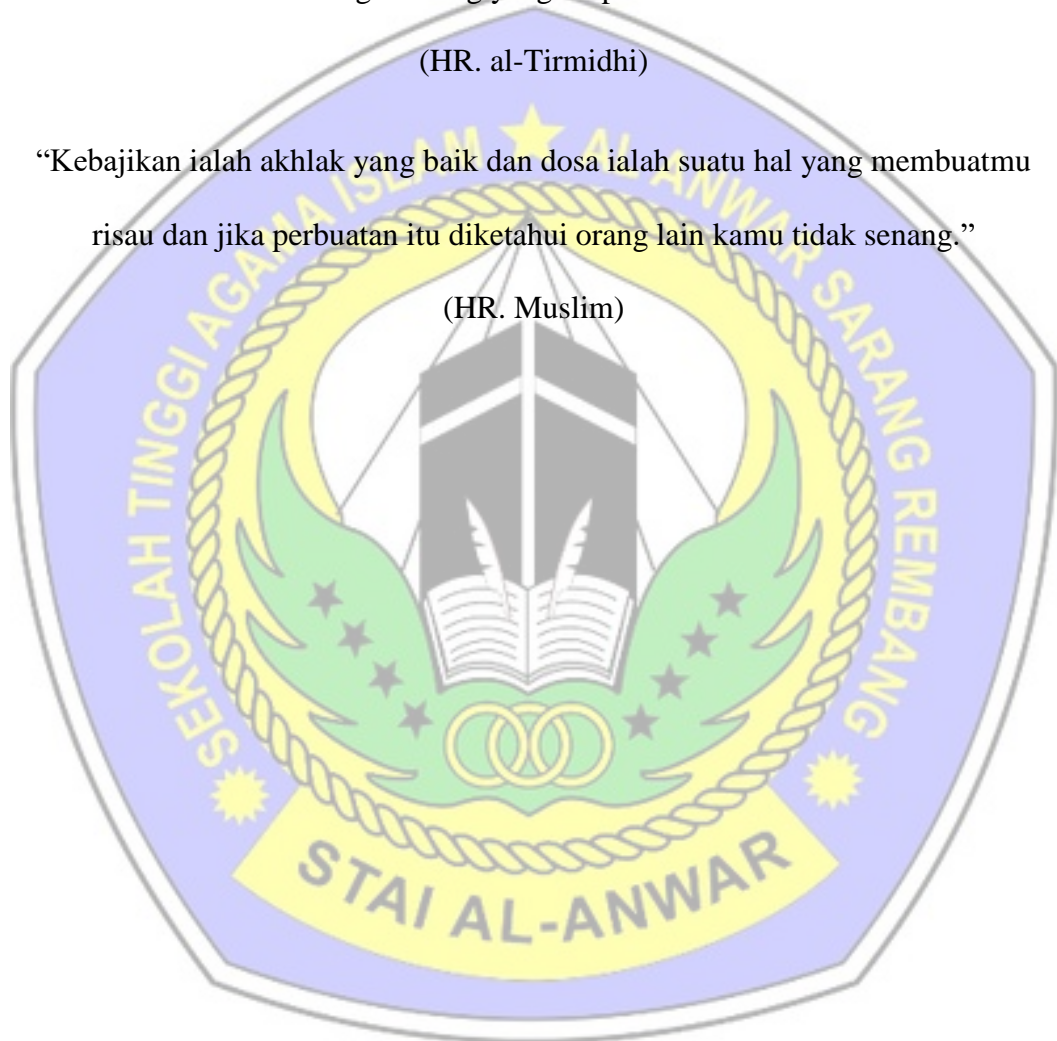 (HR. al-Tirmidhi)
“Kebajikan ialah akhlak yang baik dan dosa ialah suatu hal yang membuatmu
risau dan jika perbuatan itu diketahui orang lain kamu tidak senang.”
(HR. Muslim)
SEKOLAH TINGGI AGAMA ISLAM ★ AL-ANWAR SARANG REMBANG
STAI AL-ANWAR